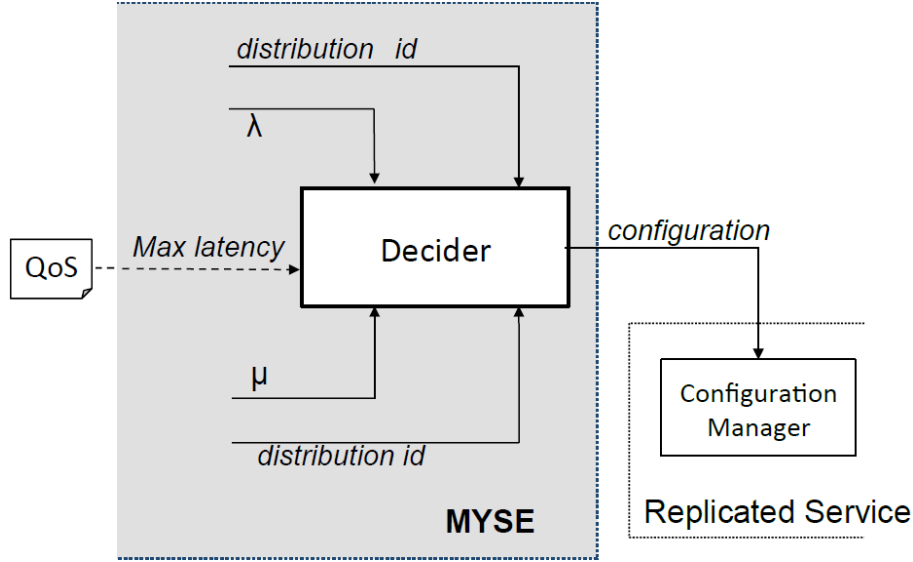 distribution id
λ
configuration
Max latency
Decider
QoS
μ
Configuration
Manager
distribution id
Replicated Service
MYSE